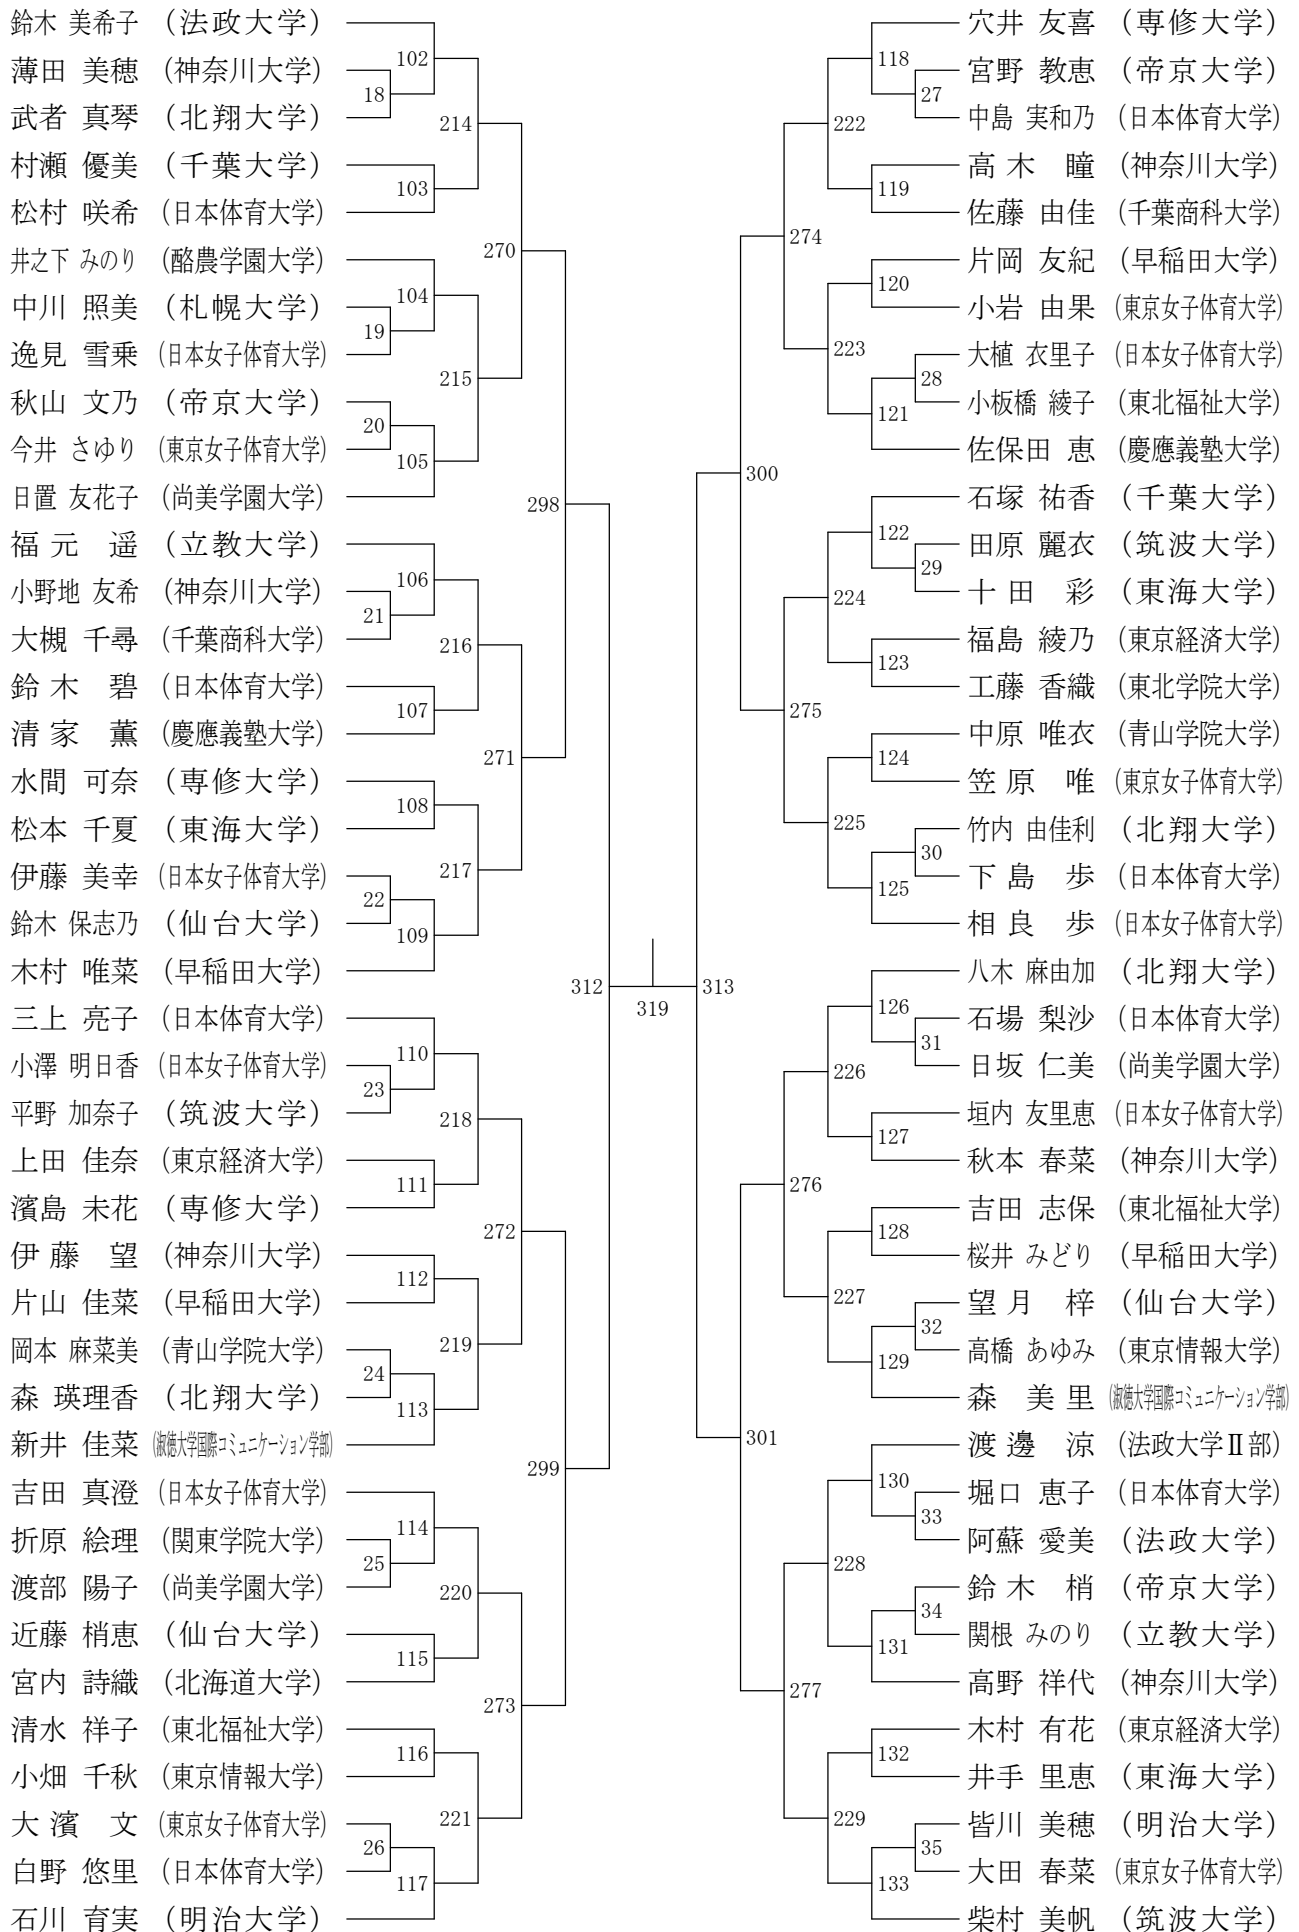 鈴木 美希子 (法政大学)
薄田 美穂 (神奈川大学)
武者 真琴 (北翔大学)
村瀬 優美 (千葉大学)
松村 咲希 (日本体育大学)
井之下 みのり (酪農学園大学)
中川 照美 (札幌大学)
逸見 雪乗 (日本女子体育大学)
秋山 文乃 (帝京大学)
今井 さゆり (東京女子体育大学)
日置 友花子 (尚美学園大学)
福元 遥 (立教大学)
小野地 友希 (神奈川大学)
大槻 千尋 (千葉商科大学)
鈴木 碧 (日本体育大学)
清家 薫 (慶應義塾大学)
水間 可奈 (専修大学)
松本 千夏 (東海大学)
伊藤 美幸 (日本女子体育大学)
鈴木 保志乃 (仙台大学)
木村 唯菜 (早稲田大学)
三上 亮子 (日本体育大学)
小澤 明日香 (日本女子体育大学)
平野 加奈子 (筑波大学)
上田 佳奈 (東京経済大学)
濱島 未花 (専修大学)
伊藤 望 (神奈川大学)
片山 佳菜 (早稲田大学)
岡本 麻菜美 (青山学院大学)
森 瑛理香 (北翔大学)
新井 佳菜 (淑徳大学国際コミュニケーション学部)
吉田 真澄 (日本女子体育大学)
折原 絵理 (関東学院大学)
渡部 陽子 (尚美学園大学)
近藤 梢恵 (仙台大学)
宮内 詩織 (北海道大学)
清水 祥子 (東北福祉大学)
小畑 千秋 (東京情報大学)
大濱 文 (東京女子体育大学)
白野 悠里 (日本体育大学)
石川 育実 (明治大学)
18
19
20
21
22
23
24
25
26
102
103
104
105
106
107
108
109
110
111
112
113
114
115
116
117
214
215
216
217
218
219
220
221
270
271
272
273
298
299
312
319
313
300
301
274
275
276
277
222
223
224
225
226
227
228
229
118
119
120
121
122
123
124
125
126
127
128
129
130
131
132
133
27
28
29
30
31
32
33
34
35
穴井 友喜 (専修大学)
宮野 教恵 (帝京大学)
中島 実和乃 (日本体育大学)
高木 瞳 (神奈川大学)
佐藤 由佳 (千葉商科大学)
片岡 友紀 (早稲田大学)
小岩 由果 (東京女子体育大学)
大植 衣里子 (日本女子体育大学)
小板橋 綾子 (東北福祉大学)
佐保田 恵 (慶應義塾大学)
石塚 祐香 (千葉大学)
田原 麗衣 (筑波大学)
十田 彩 (東海大学)
福島 綾乃 (東京経済大学)
工藤 香織 (東北学院大学)
中原 唯衣 (青山学院大学)
笠原 唯 (東京女子体育大学)
竹内 由佳利 (北翔大学)
下島 歩 (日本体育大学)
相良 歩 (日本女子体育大学)
八木 麻由加 (北翔大学)
石場 梨沙 (日本体育大学)
日坂 仁美 (尚美学園大学)
垣内 友里恵 (日本女子体育大学)
秋本 春菜 (神奈川大学)
吉田 志保 (東北福祉大学)
桜井 みどり (早稲田大学)
望月 梓 (仙台大学)
高橋 あゆみ (東京情報大学)
森 美里 (淑徳大学国際コミュニケーション学部)
渡邊 涼 (法政大学Ⅱ部)
堀口 恵子 (日本体育大学)
阿蘇 愛美 (法政大学)
鈴木 梢 (帝京大学)
関根 みのり (立教大学)
高野 祥代 (神奈川大学)
木村 有花 (東京経済大学)
井手 里恵 (東海大学)
皆川 美穂 (明治大学)
大田 春菜 (東京女子体育大学)
柴村 美帆 (筑波大学)